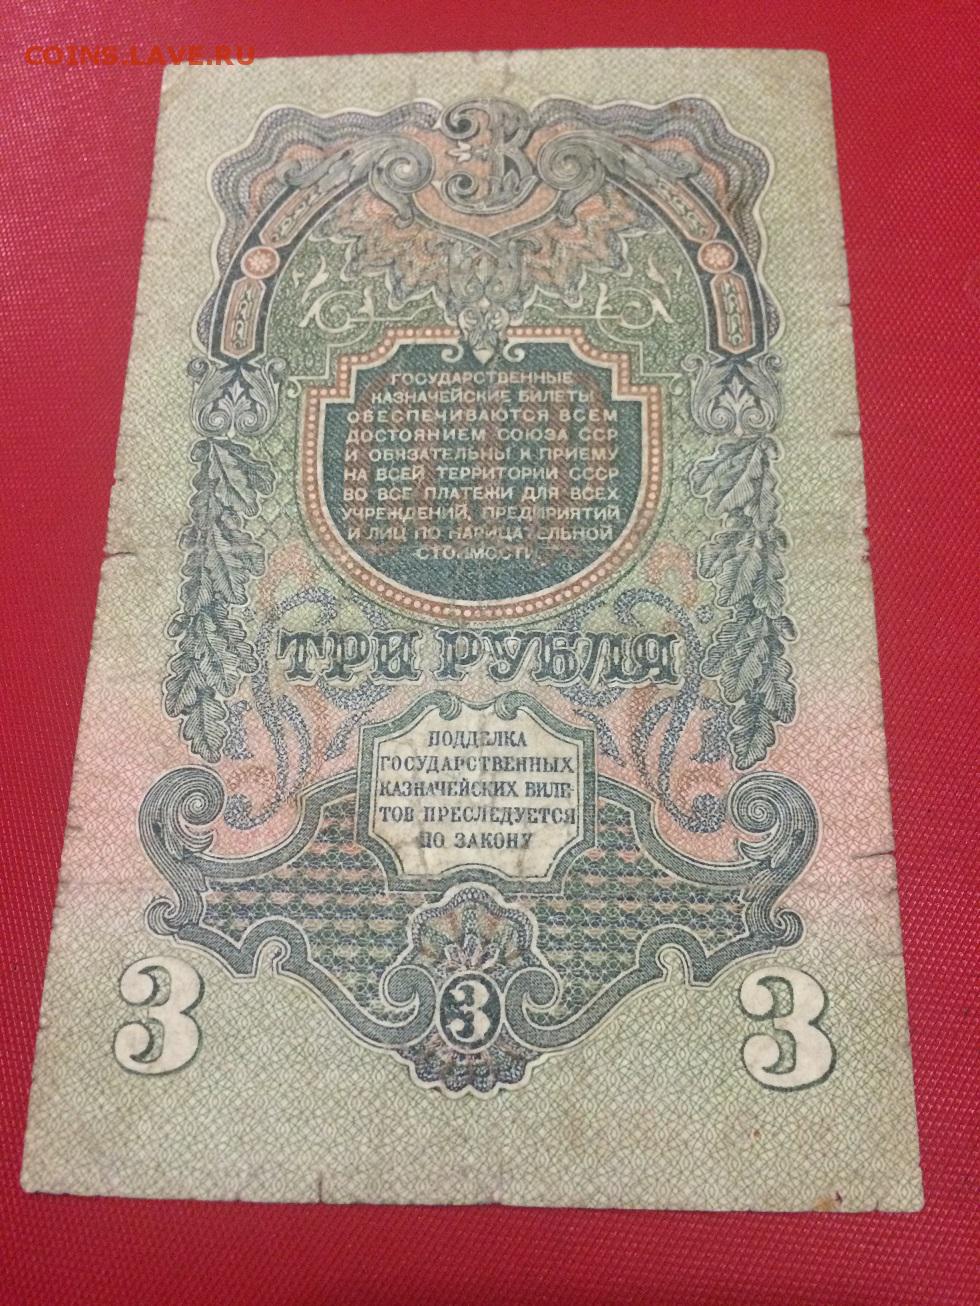 COINS.LAVE.RU
ГОСУДАРСТВЕННЫЕ
КАЗНАЧЕЙСКИЕ БИЛЕТЫ
ОБЕСПЕЧИВАЮТСЯ ВСЕМ
ДОСТОЯНИЕМ СОЮЗА ССР
И ОБЯЗАТЕЛЬНЫ К ПРИЕМУ
НА ВСЕЙ ТЕРРИТОРИИ СССР
ВО ВСЕ ПЛАТЕЖИ ДЛЯ ВСЕХ
УЧРЕЖДЕНИЙ, ПРЕДПРИЯТИЙ
И ЛИЦ ПО НАРИЦАТЕЛЬНОЙ
СТОИМОСТИ.
ТРИ РУБЛЯ
ПОДДЕЛКА
ГОСУДАРСТВЕННЫХ
КАЗНАЧЕЙСКИХ БИЛЕ-
ТОВ ПРЕСЛЕДУЕТСЯ
ПО ЗАКОНУ
3 3 3